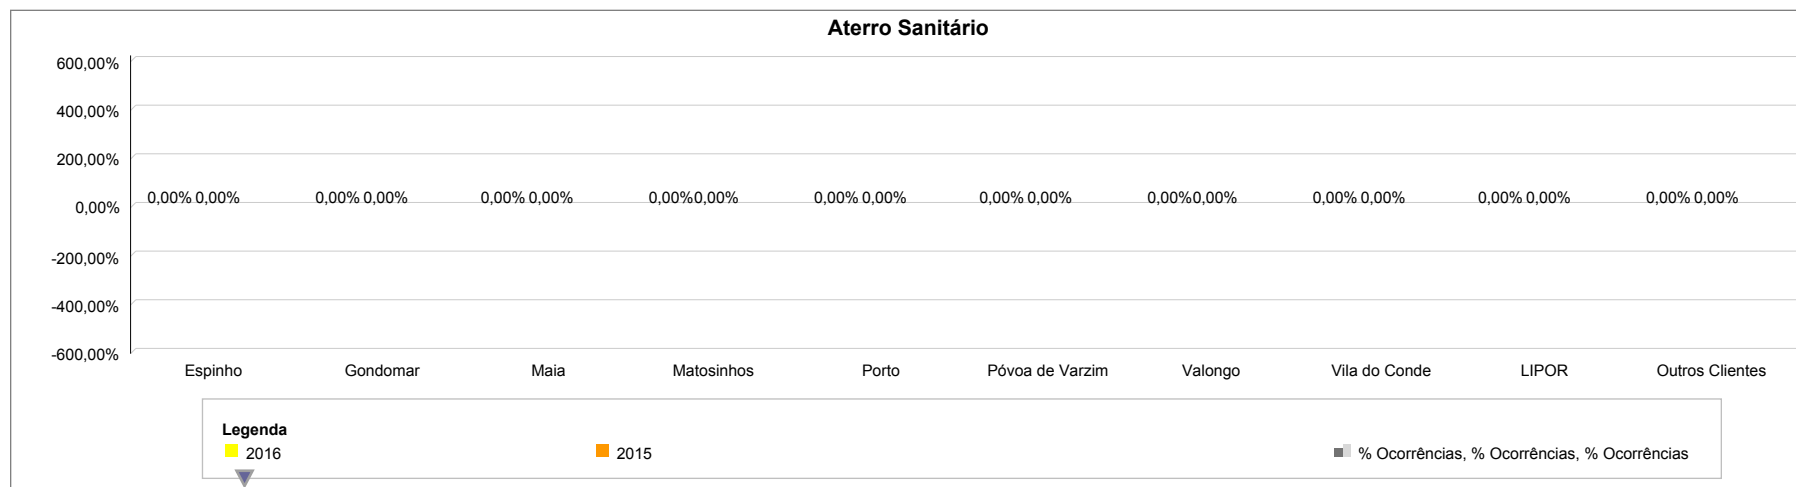 Aterro Sanitário
600,00%
400,00%
200,00%
0,00%
-200,00%
-400,00%
-600,00%
0,00% 0,00% 0,00% 0,00% 0,00% 0,00% 0,00%0,00% 0,00% 0,00% 0,00% 0,00% 0,00%0,00% 0,00% 0,00% 0,00% 0,00% 0,00% 0,00%
Espinho Gondomar Maia Matosinhos Porto Póvoa de Varzim Valongo Vila do Conde LIPOR Outros Clientes
Legenda
2016 2015 % Ocorrências, % Ocorrências, % Ocorrências